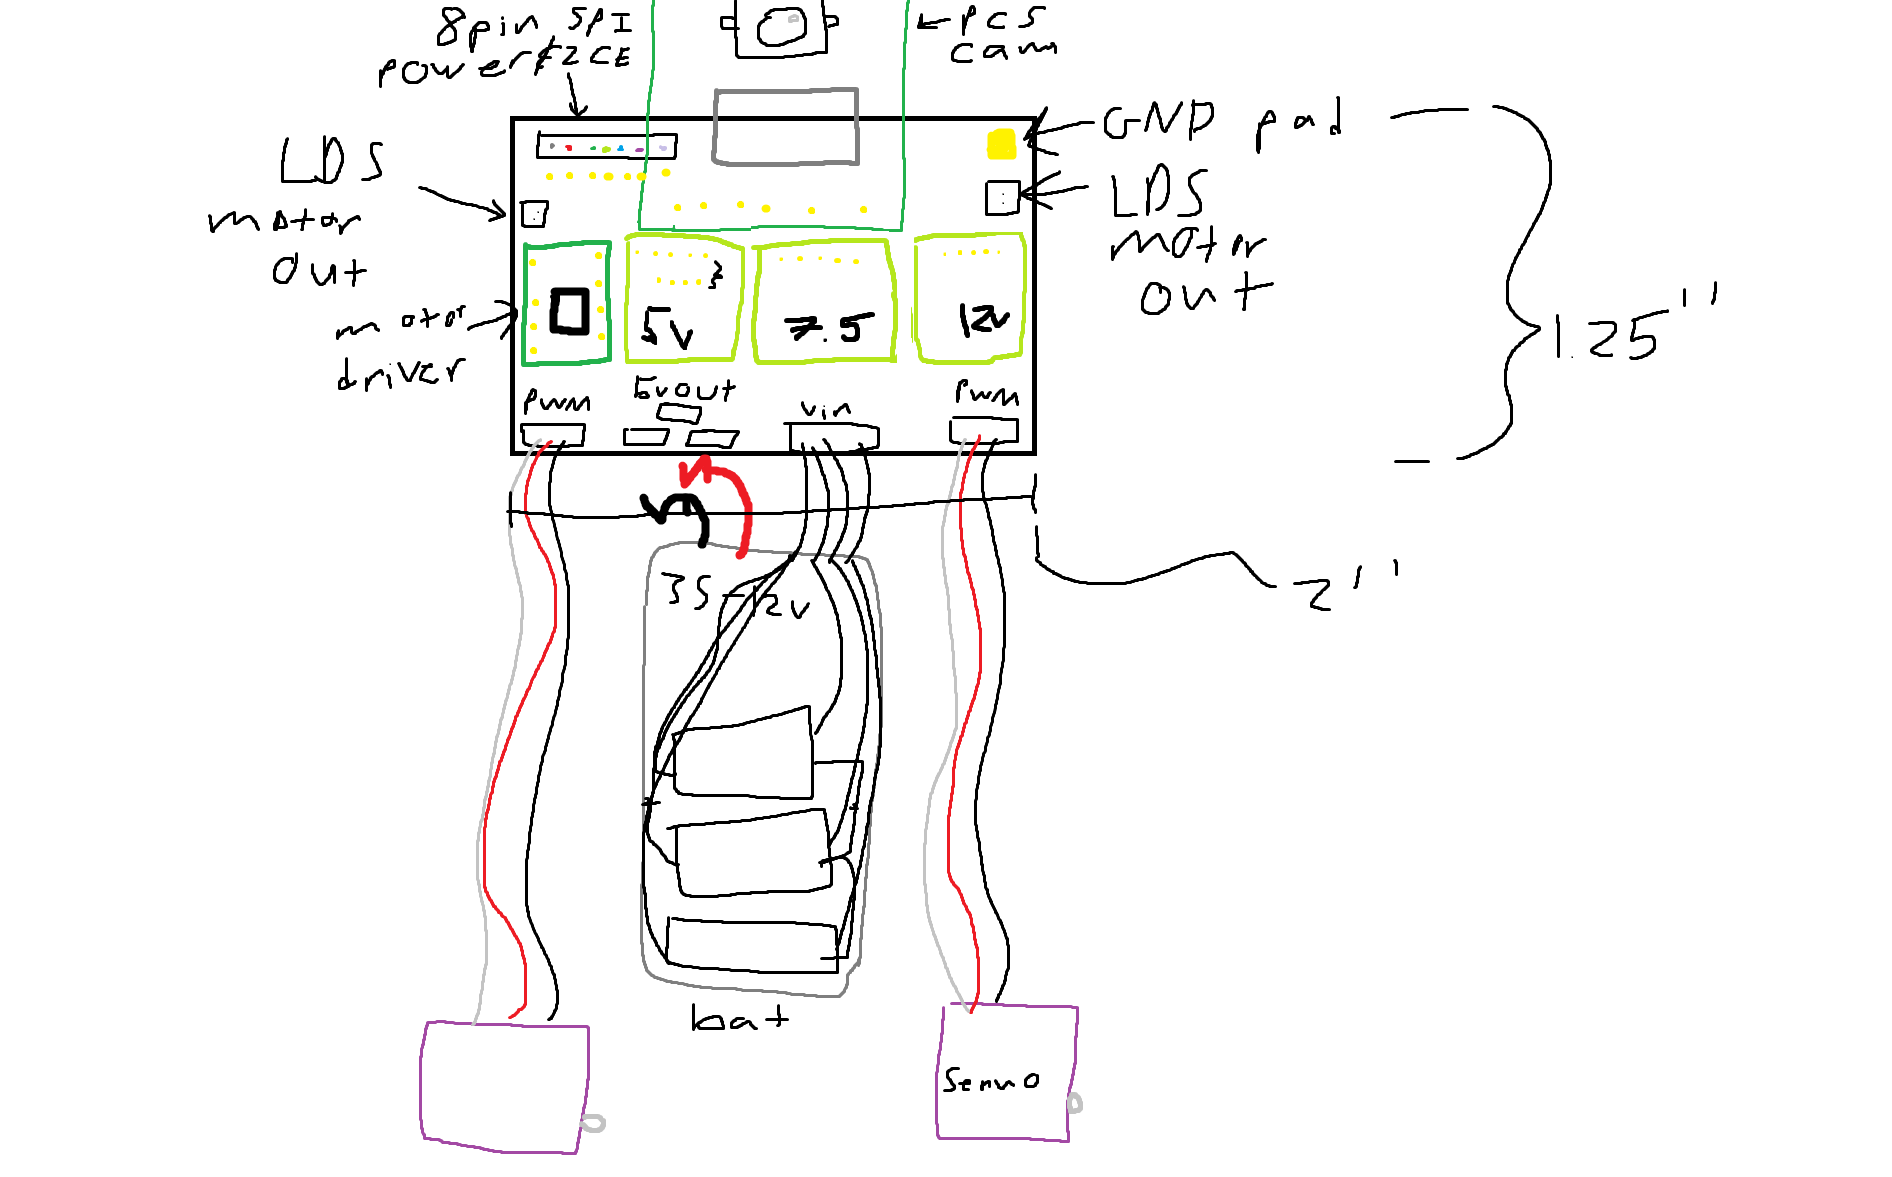 8pin SPI
power & 2CE
PCS
cam
GND pad
LDS
motor
out
LDS
motor
out
motor
driver
5v
7.5
12v
1.25''
PWM
5vout
vin
PWM
3S-12v
2''
bat
Servo